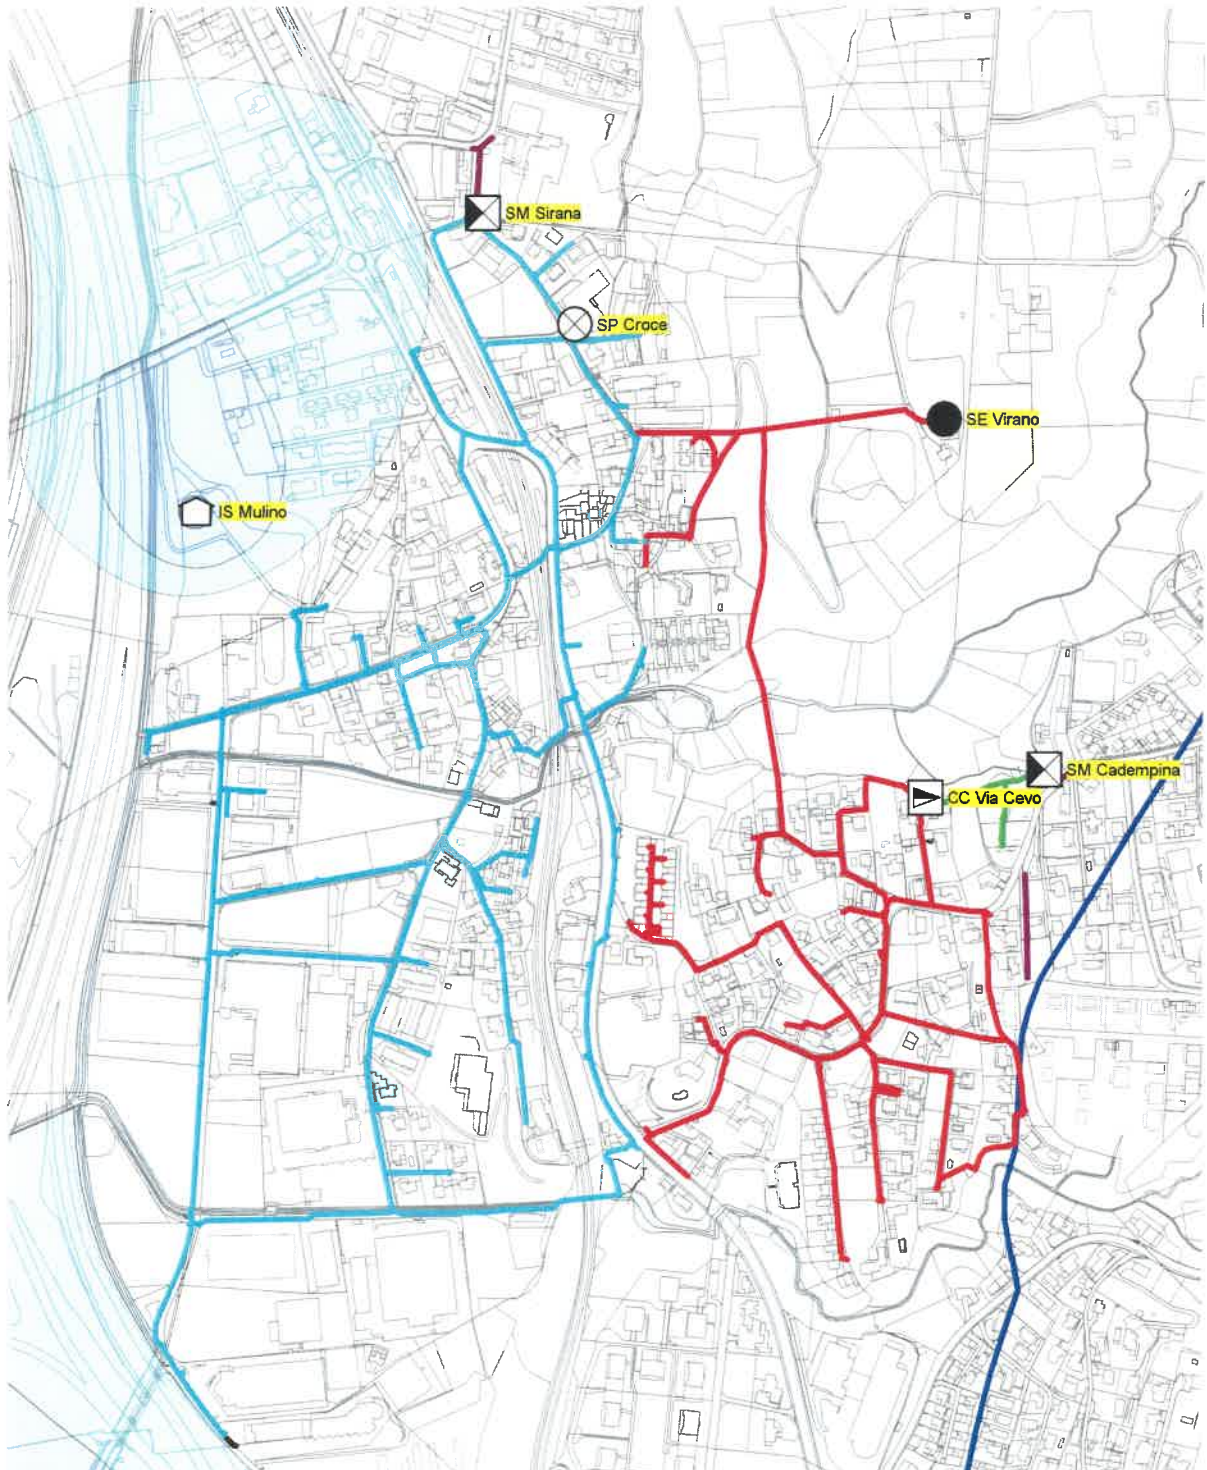 SM Sirana
SP Croce
SE Virano
IS Mulino
SM Cadempina
CC Via Cevo